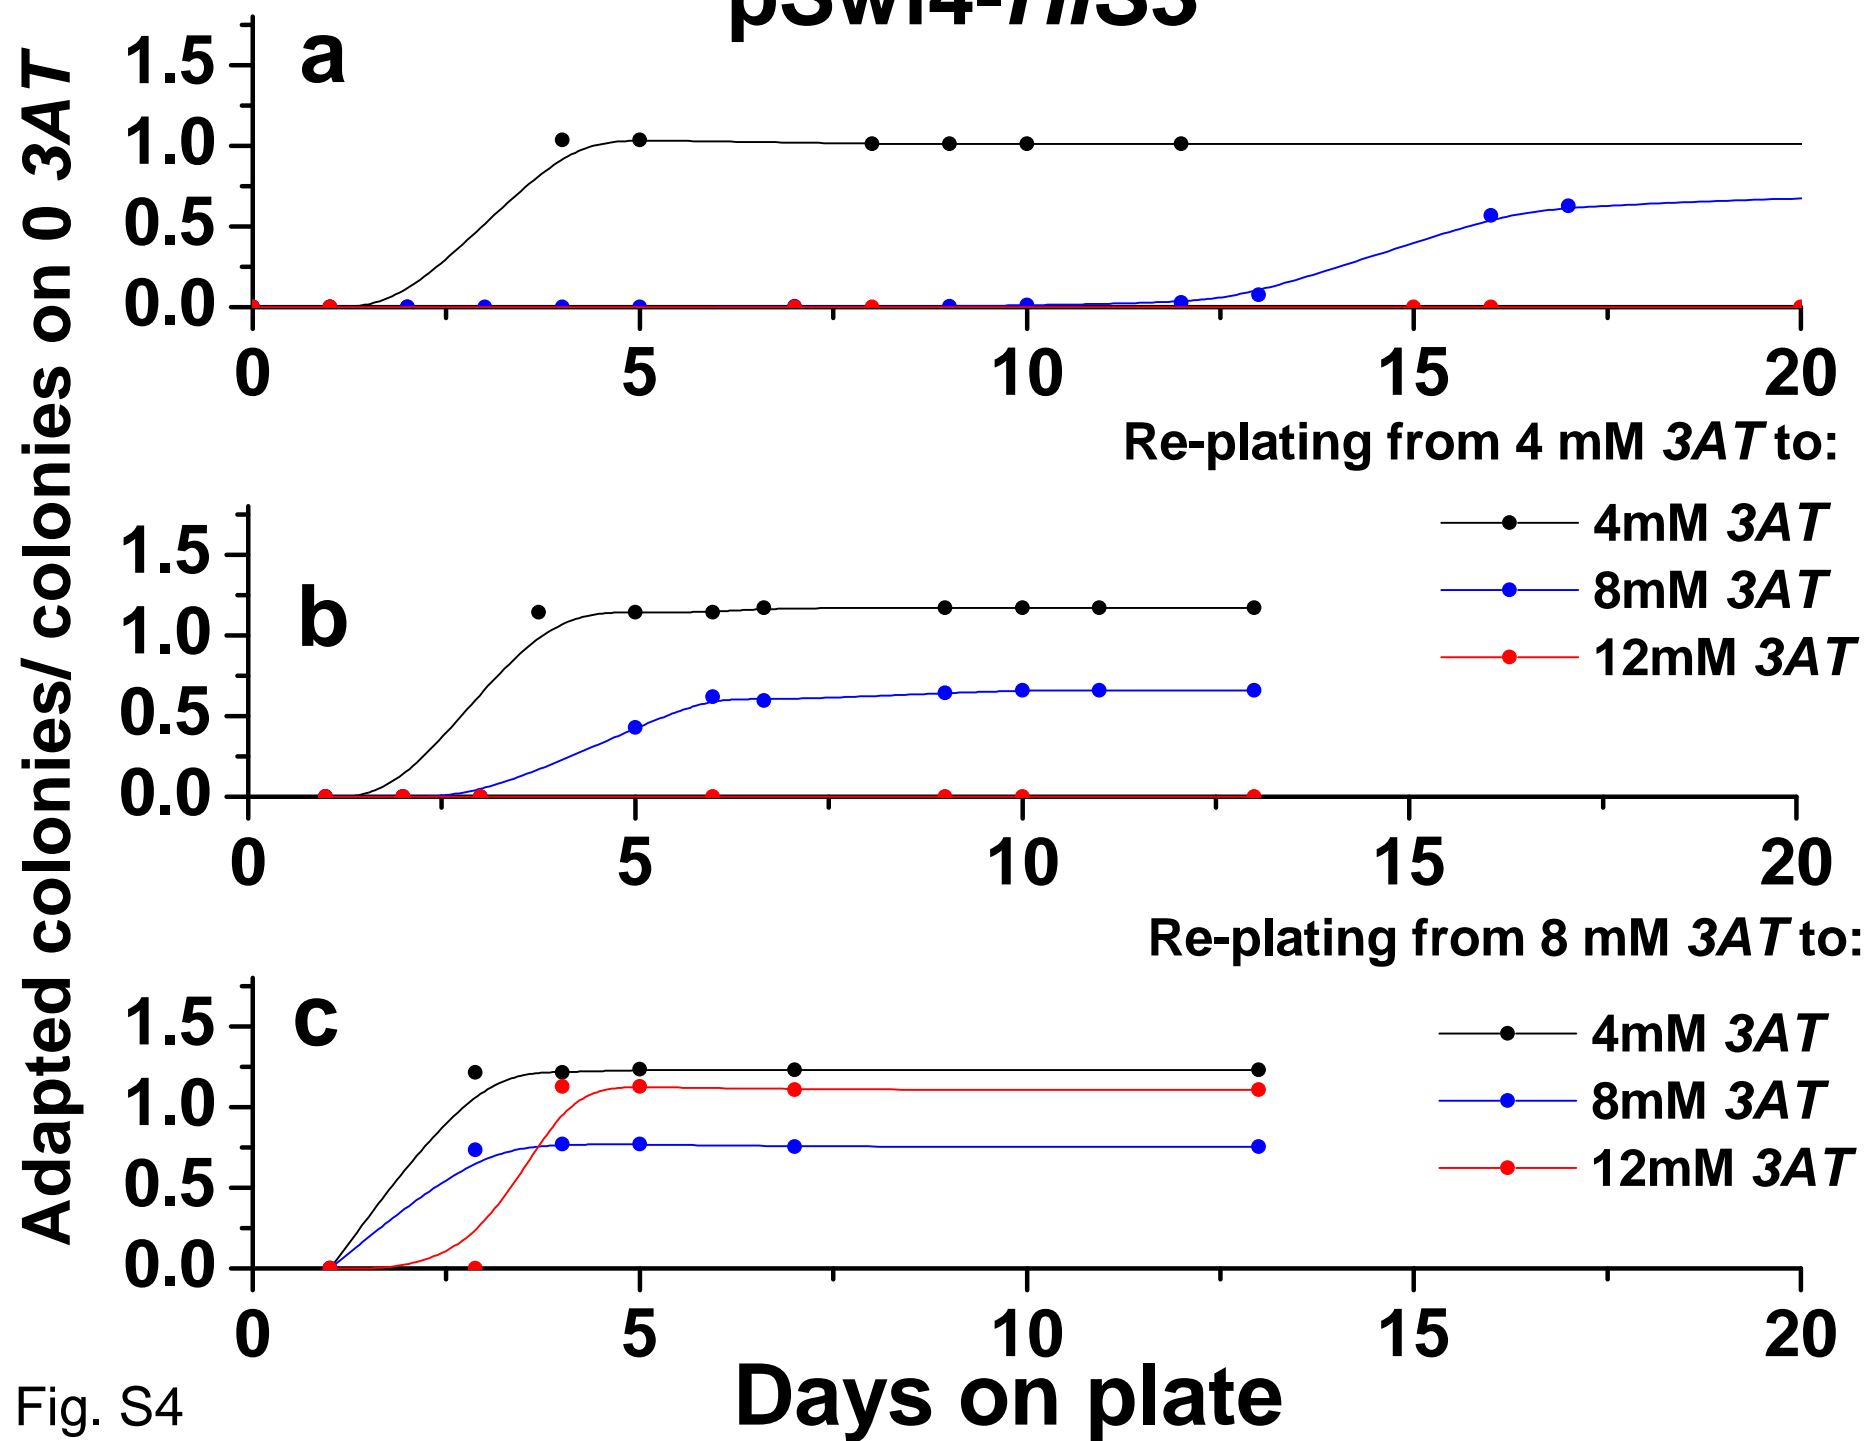 a
1.5
1.0
0.5
0.0
0 5 10 15 20
Re-plating from 4 mM 3AT to:
4mM 3AT
8mM 3AT
12mM 3AT
b
1.5
1.0
0.5
0.0
0 5 10 15 20
Re-plating from 8 mM 3AT to:
4mM 3AT
8mM 3AT
12mM 3AT
c
1.5
1.0
0.5
0.0
0 5 10 15 20
Adapted colonies/ colonies on 0 3AT
Days on plate
Fig. S4